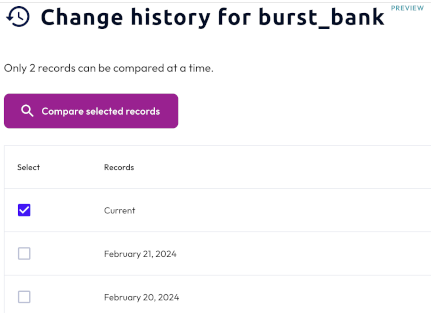 Change history for burst_bank PREVIEW
Only 2 records can be compared at a time.
Compare selected records
Select Records
Current
February 21, 2024
February 20, 2024